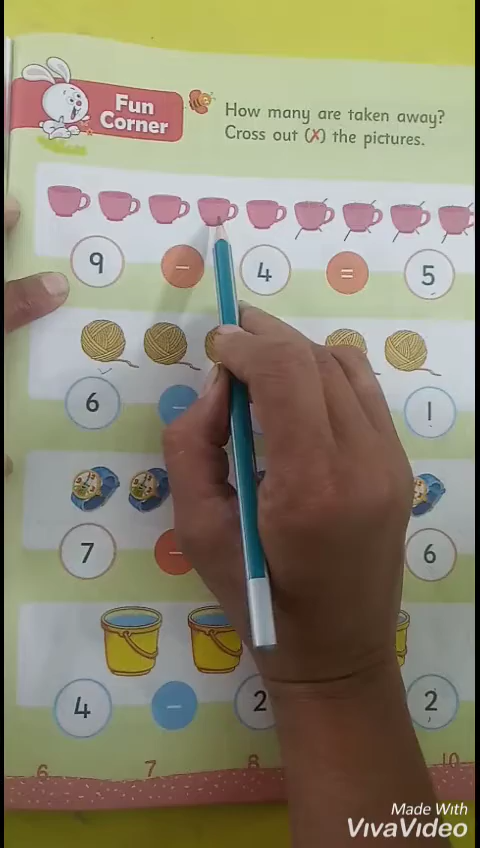 Fun
Corner
How many are taken away?
Cross out (X) the pictures.
9 - 4 = 5
6 - 1
7 - 6
4 - 2 2
6 7 8 10
Made With
VivaVideo